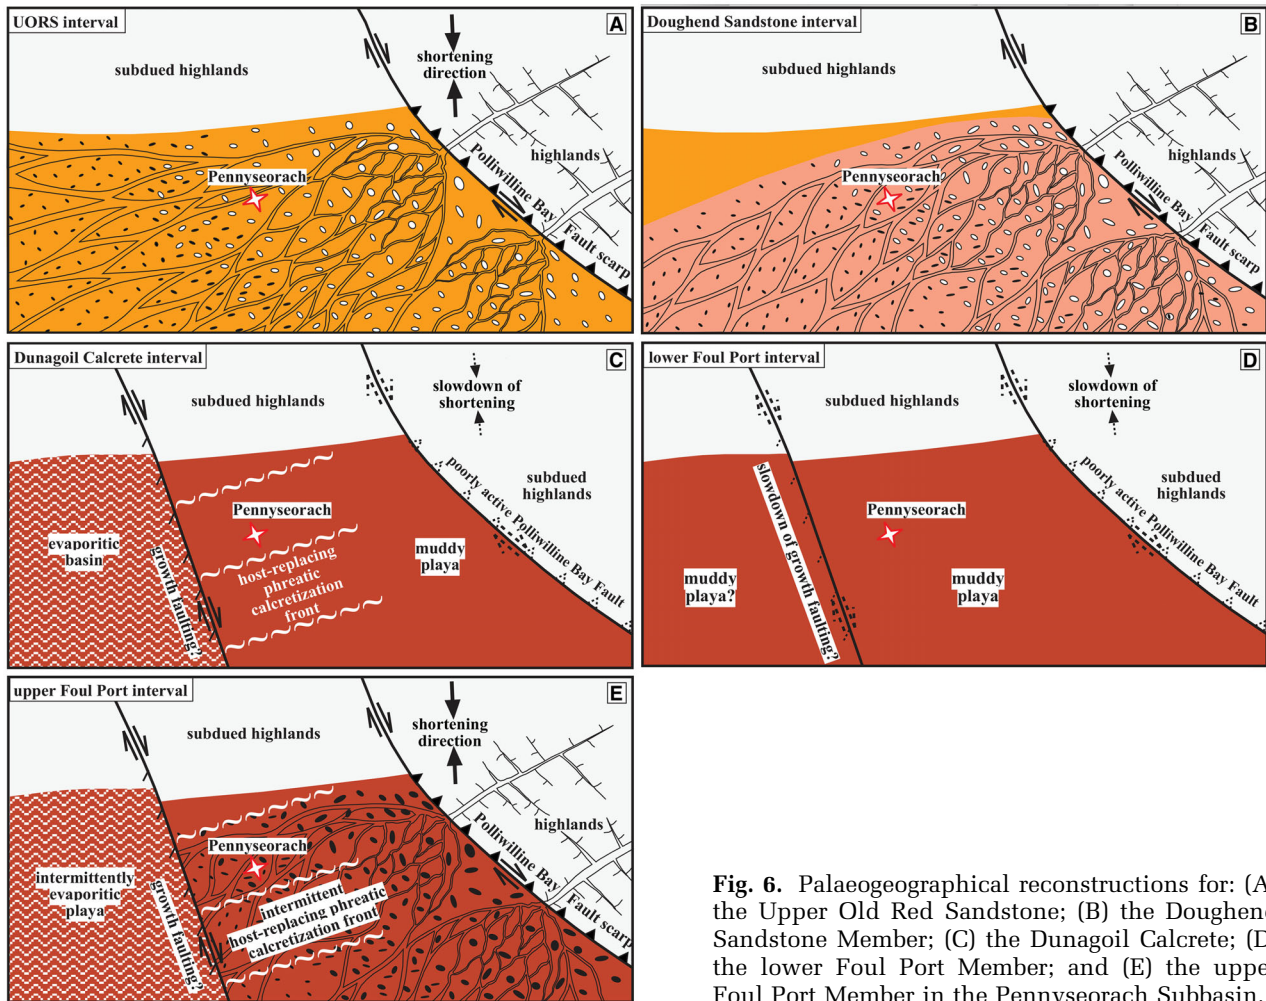 UORS interval
A
shortening
direction
subdued highlands
highlands
Pennyseorach
Polliwilline Bay
Fault scarp
Doughend Sandstone interval
B
subdued highlands
highlands
Pennyseorach
Polliwilline Bay
Fault scarp
Dunagoil Calcrete interval
C
slowdown of
shortening
subdued highlands
poorly active Polliwilline Bay Fault
subdued
highlands
Pennyseorach
evaporitic
basin
growth faulting?
host-replacing
phreatic
calcretization
front
muddy
playa
lower Foul Port interval
D
slowdown of
shortening
subdued highlands
poorly active Polliwilline Bay Fault
subdued
highlands
slowdown of growth faulting?
Pennyseorach
muddy
playa?
muddy
playa
upper Foul Port interval
E
shortening
direction
subdued highlands
highlands
Polliwilline Bay
Fault scarp
Pennyseorach
intermittently
evaporitic
playa
growth faulting?
intermittent
host-replacing phreatic
calcretization front
Fig. 6. Palaeogeographical reconstructions for: (A
the Upper Old Red Sandstone; (B) the Doughend
Sandstone Member; (C) the Dunagoil Calcrete; (D
the lower Foul Port Member; and (E) the upper
Foul Port Member in the Pennyseorach Subbasin.